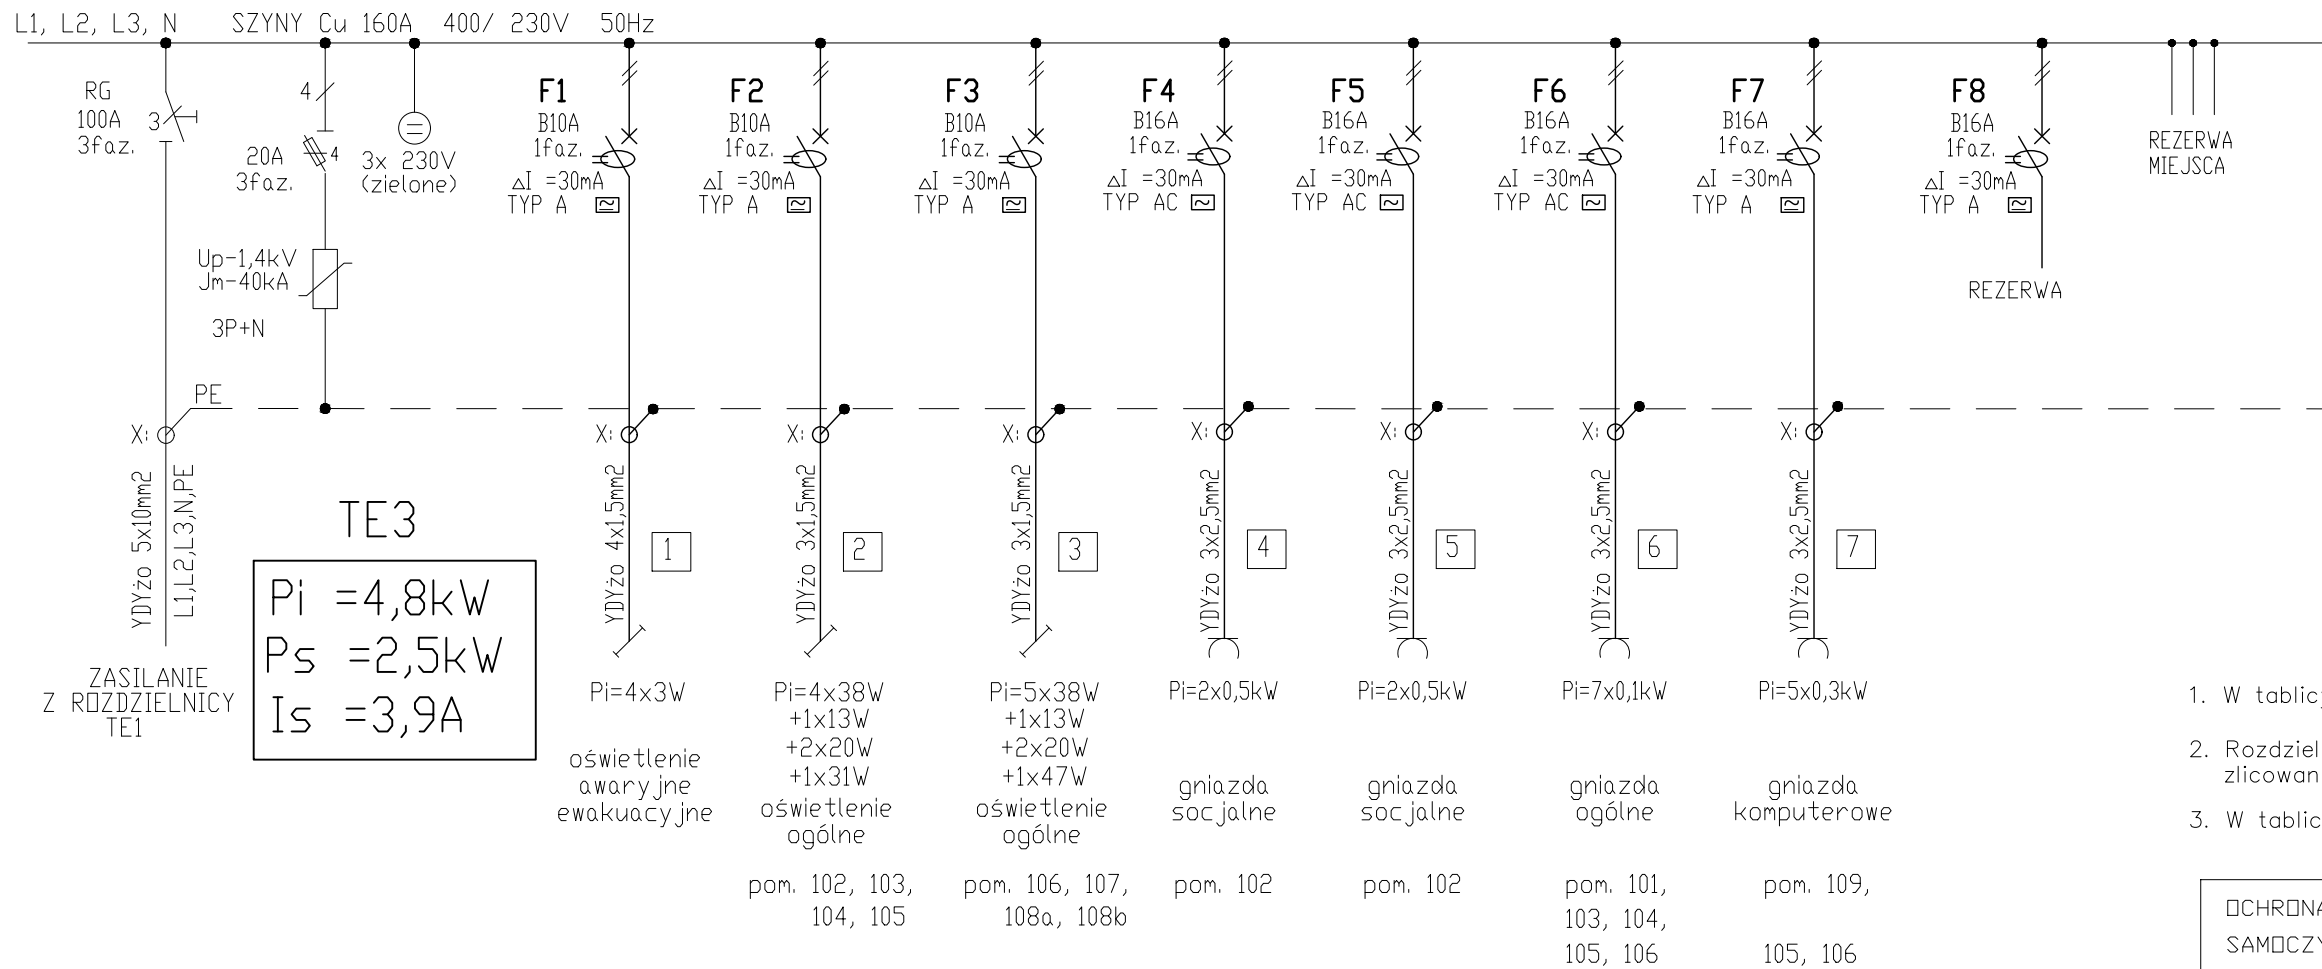 L1, L2, L3, N SZYNY Cu 160A 400/ 230V 50Hz
RG
100A
3faz.
3
4
20A
3faz.
4
3x 230V
(zielone)
Up-1,4kV
Jm-40kA
3P+N
PE
X:
YDYżo 5x10mm2
L1,L2,L3,N,PE
ZASILANIE
Z ROZDZIELNICY
TE1
TE3
Pi =4,8kW
Ps =2,5kW
Is =3,9A
F1
B10A
1faz.
ΔI =30mA
TYP A
X:
YDYżo 4x1,5mm2
1
Pi=4x3W
oświetlenie
awaryjne
ewakuacyjne
F2
B10A
1faz.
ΔI =30mA
TYP A
X:
YDYżo 3x1,5mm2
2
Pi=4x38W
+1x13W
+2x20W
+1x31W
oświetlenie
ogólne
pom. 102, 103,
104, 105
F3
B10A
1faz.
ΔI =30mA
TYP A
X:
YDYżo 3x1,5mm2
3
Pi=5x38W
+1x13W
+2x20W
+1x47W
oświetlenie
ogólne
pom. 106, 107,
108a, 108b
F4
B16A
1faz.
ΔI =30mA
TYP AC
X:
YDYżo 3x2,5mm2
4
Pi=2x0,5kW
gniazda
socjalne
pom. 102
F5
B16A
1faz.
ΔI =30mA
TYP AC
X:
YDYżo 3x2,5mm2
5
Pi=2x0,5kW
gniazda
socjalne
pom. 102
F6
B16A
1faz.
ΔI =30mA
TYP AC
X:
YDYżo 3x2,5mm2
6
Pi=7x0,1kW
gniazda
ogólne
pom. 101,
103, 104,
105, 106
F7
B16A
1faz.
ΔI =30mA
TYP A
X:
YDYżo 3x2,5mm2
7
Pi=5x0,3kW
gniazda
komputerowe
pom. 109,
105, 106
F8
B16A
1faz.
ΔI =30mA
TYP A
REZERWA
REZERWA
MIEJSCA
1. W tablic
2. Rozdziel
zlicowan
3. W tablic
OCHRONA
SAMOCZY